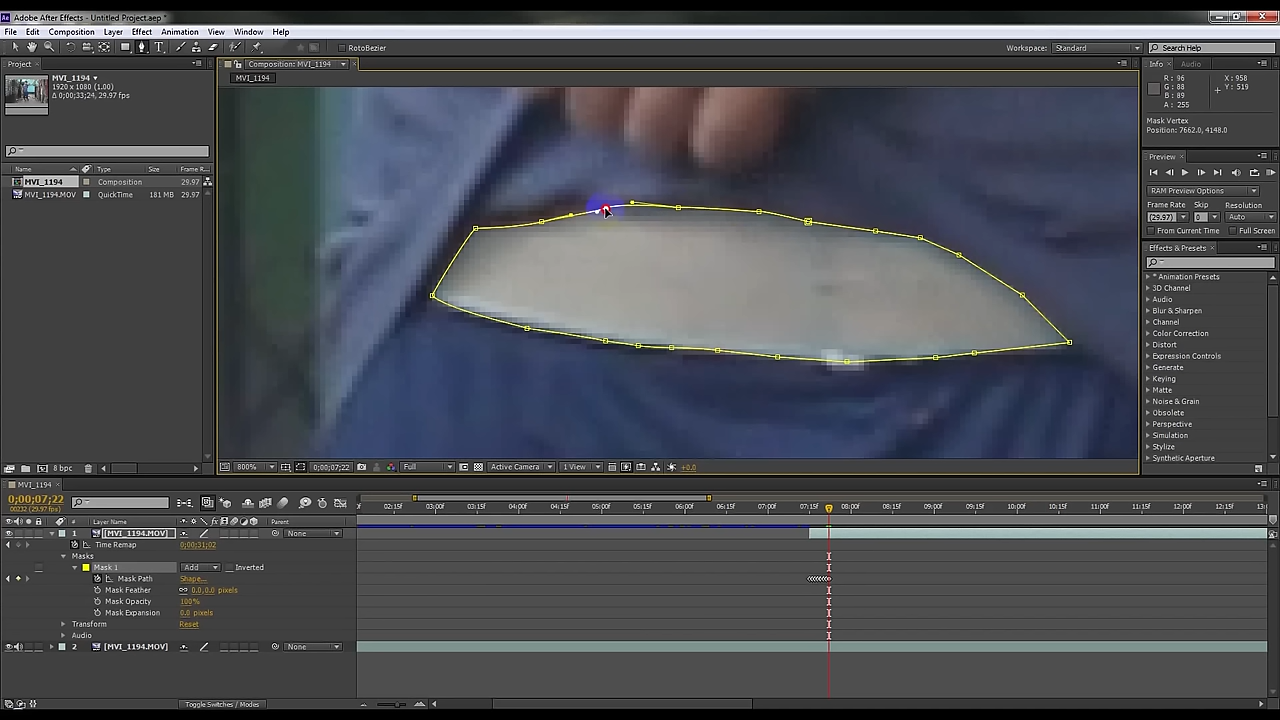 Adobe After Effects - Untitled Project.aep *
File Edit Composition Layer Effect Animation View Window Help
RotoBezier
Workspace: Standard
Search Help
Project
Composition: MVI_1194
Info Audio
MVI_1194
MVI_1194
1920 x 1080 (1.00)
Δ 0;00;33;24, 29.97 fps
R : 96
G : 88
B : 89
A : 255
X : 958
Y : 519
Mask Vertex
Position: 7662.0, 4148.0
Preview
RAM Preview Options
Frame Rate Skip Resolution
(29.97) 0 Auto
From Current Time Full Screen
Effects & Presets
* Animation Presets
3D Channel
Audio
Blur & Sharpen
Channel
Color Correction
Distort
Expression Controls
Generate
Keying
Matte
Noise & Grain
Obsolete
Perspective
Simulation
Stylize
Synthetic Aperture
Name Type Size Frame R...
MVI_1194 Composition 29.97
MVI_1194.MOV QuickTime 181 MB 29.97
8 bpc
800% 0;00;07;22 Full Active Camera 1 View +0.0
MVI_1194
0;00;07;22
00232 (29.97 fps)
02:15f 03:00f 03:15f 04:00f 04:15f 05:00f 05:15f 06:00f 06:15f 07:00f 07:15f 08:00f 08:15f 09:00f 09:15f 10:00f 10:15f 11:00f 11:15f 12:00f 12:15f
# Layer Name Parent
1 [MVI_1194.MOV] None
Time Remap 0;00;31;02
Masks
Mask 1 Add Inverted
Mask Path Shape...
Mask Feather 0.0,0.0 pixels
Mask Opacity 100%
Mask Expansion 0.0 pixels
Transform Reset
Audio
2 [MVI_1194.MOV] None
Toggle Switches / Modes